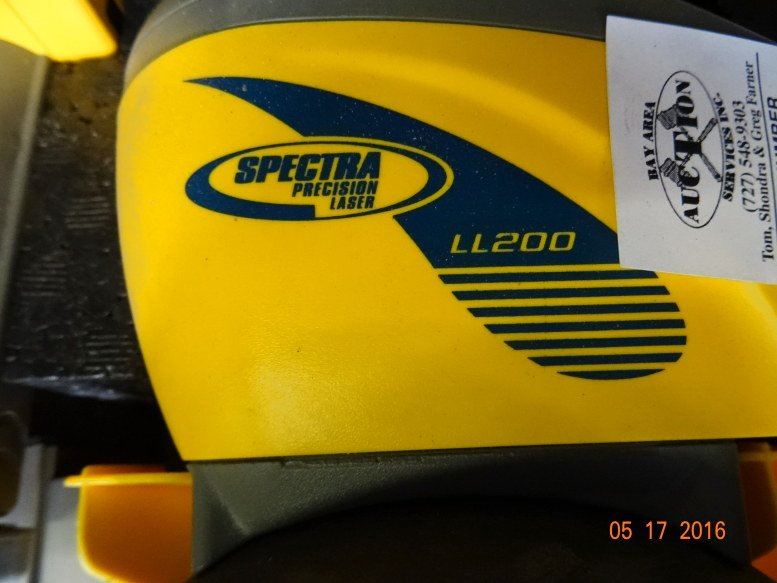 SPECTRA
PRECISION
LASER
LL200
BAY AREA
AUCTION
SERVICES INC.
(727) 548-9303
Tom, Shondra & Greg Farner
05 17 2016